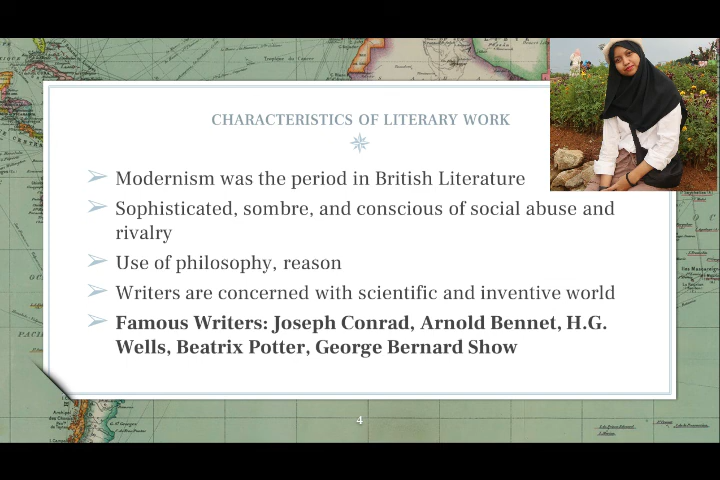 CHARACTERISTICS OF LITERARY WORK
Modernism was the period in British Literature
Sophisticated, sombre, and conscious of social abuse and
rivalry
Use of philosophy, reason
Writers are concerned with scientific and inventive world
Famous Writers: Joseph Conrad, Arnold Bennet, H.G.
Wells, Beatrix Potter, George Bernard Show
4